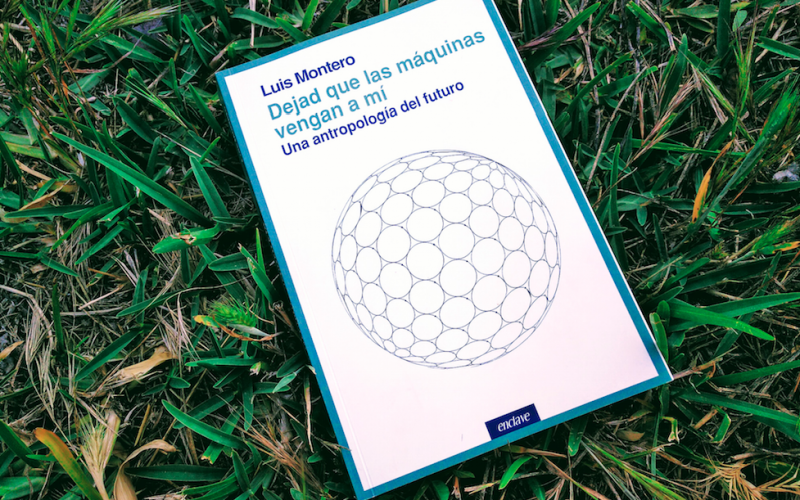 Luis Montero
Dejad que las máquinas
vengan a mí
Una antropología del futuro
enclave